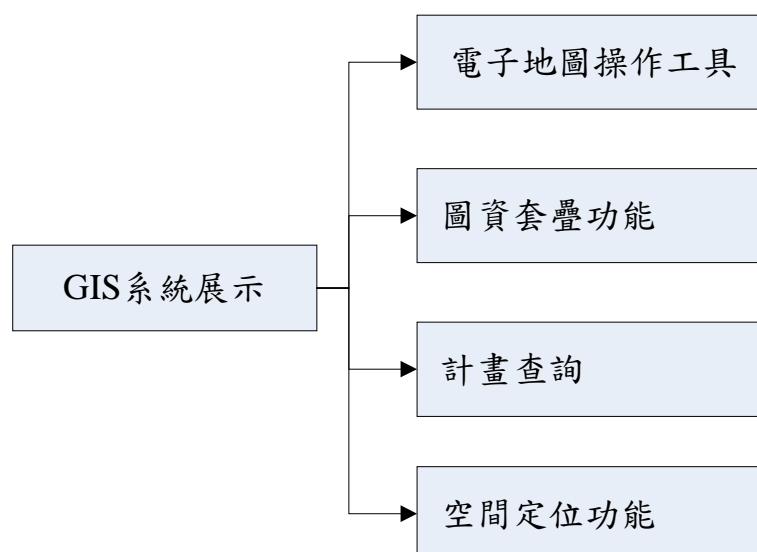 電子地圖操作工具
圖資套疊功能
GIS系統展示
計畫查詢
空間定位功能